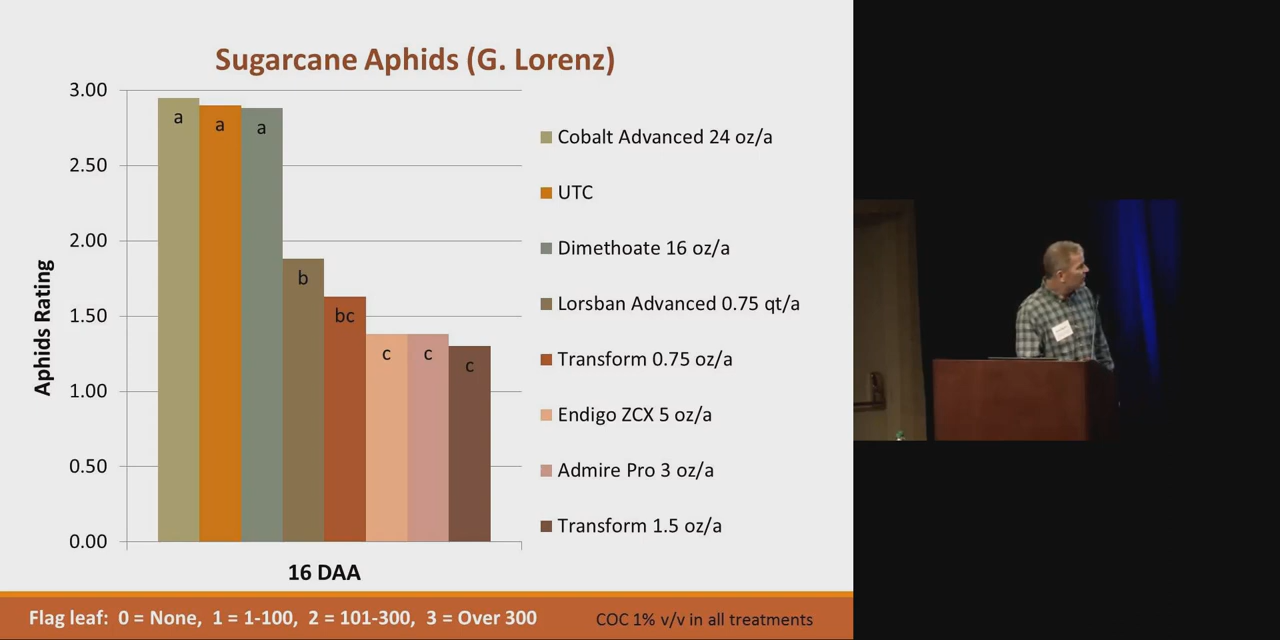 Sugarcane Aphids (G. Lorenz)
3.00
2.50
2.00
1.50
1.00
0.50
0.00
Aphids Rating
a
a
a
b
bc
c
c
c
16 DAA
Cobalt Advanced 24 oz/a
UTC
Dimethoate 16 oz/a
Lorsban Advanced 0.75 qt/a
Transform 0.75 oz/a
Endigo ZCX 5 oz/a
Admire Pro 3 oz/a
Transform 1.5 oz/a
Flag leaf: 0 = None, 1 = 1-100, 2 = 101-300, 3 = Over 300
COC 1% v/v in all treatments